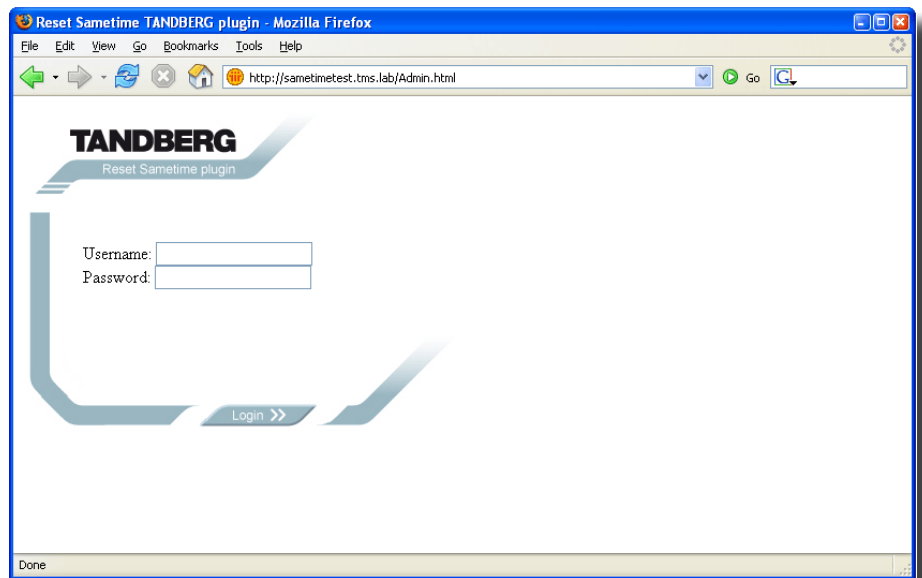 Reset Sametime TANDBERG plugin - Mozilla Firefox
File Edit View Go Bookmarks Tools Help
http://sametimetest.tms.lab/Admin.html Go G
TANDBERG
Reset Sametime plugin
Username:
Password:
Login >>
Done